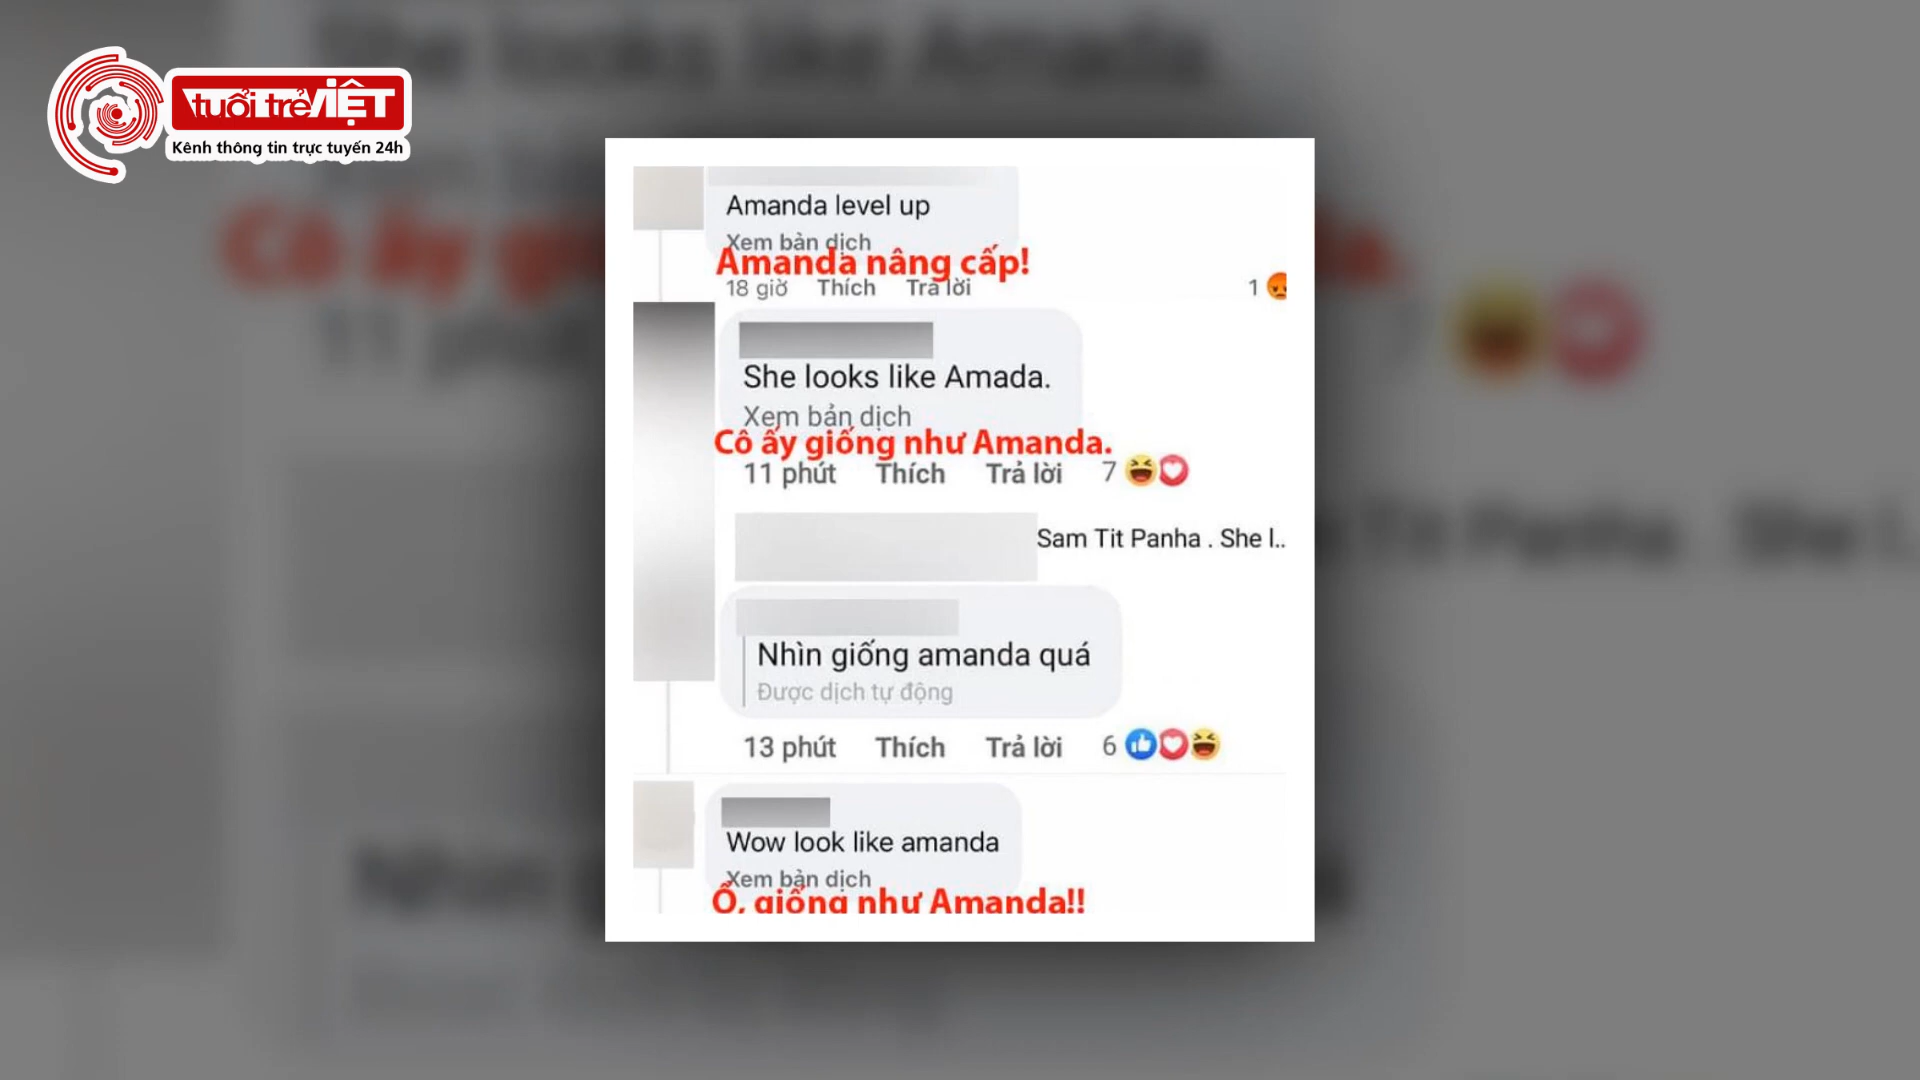 tuổi trẻ VIỆT
Kênh thông tin trực tuyến 24h
Amanda level up
Xem bản dịch
Amanda nâng cấp!
18 giờ Thích Trả lời 1
She looks like Amada.
Xem bản dịch
Cô ấy giống như Amanda.
11 phút Thích Trả lời 7
Sam Tit Panha . She l..
Nhìn giống amanda quá
Được dịch tự động
13 phút Thích Trả lời 6
Wow look like amanda
Xem bản dịch
Ồ, giống như Amanda!!